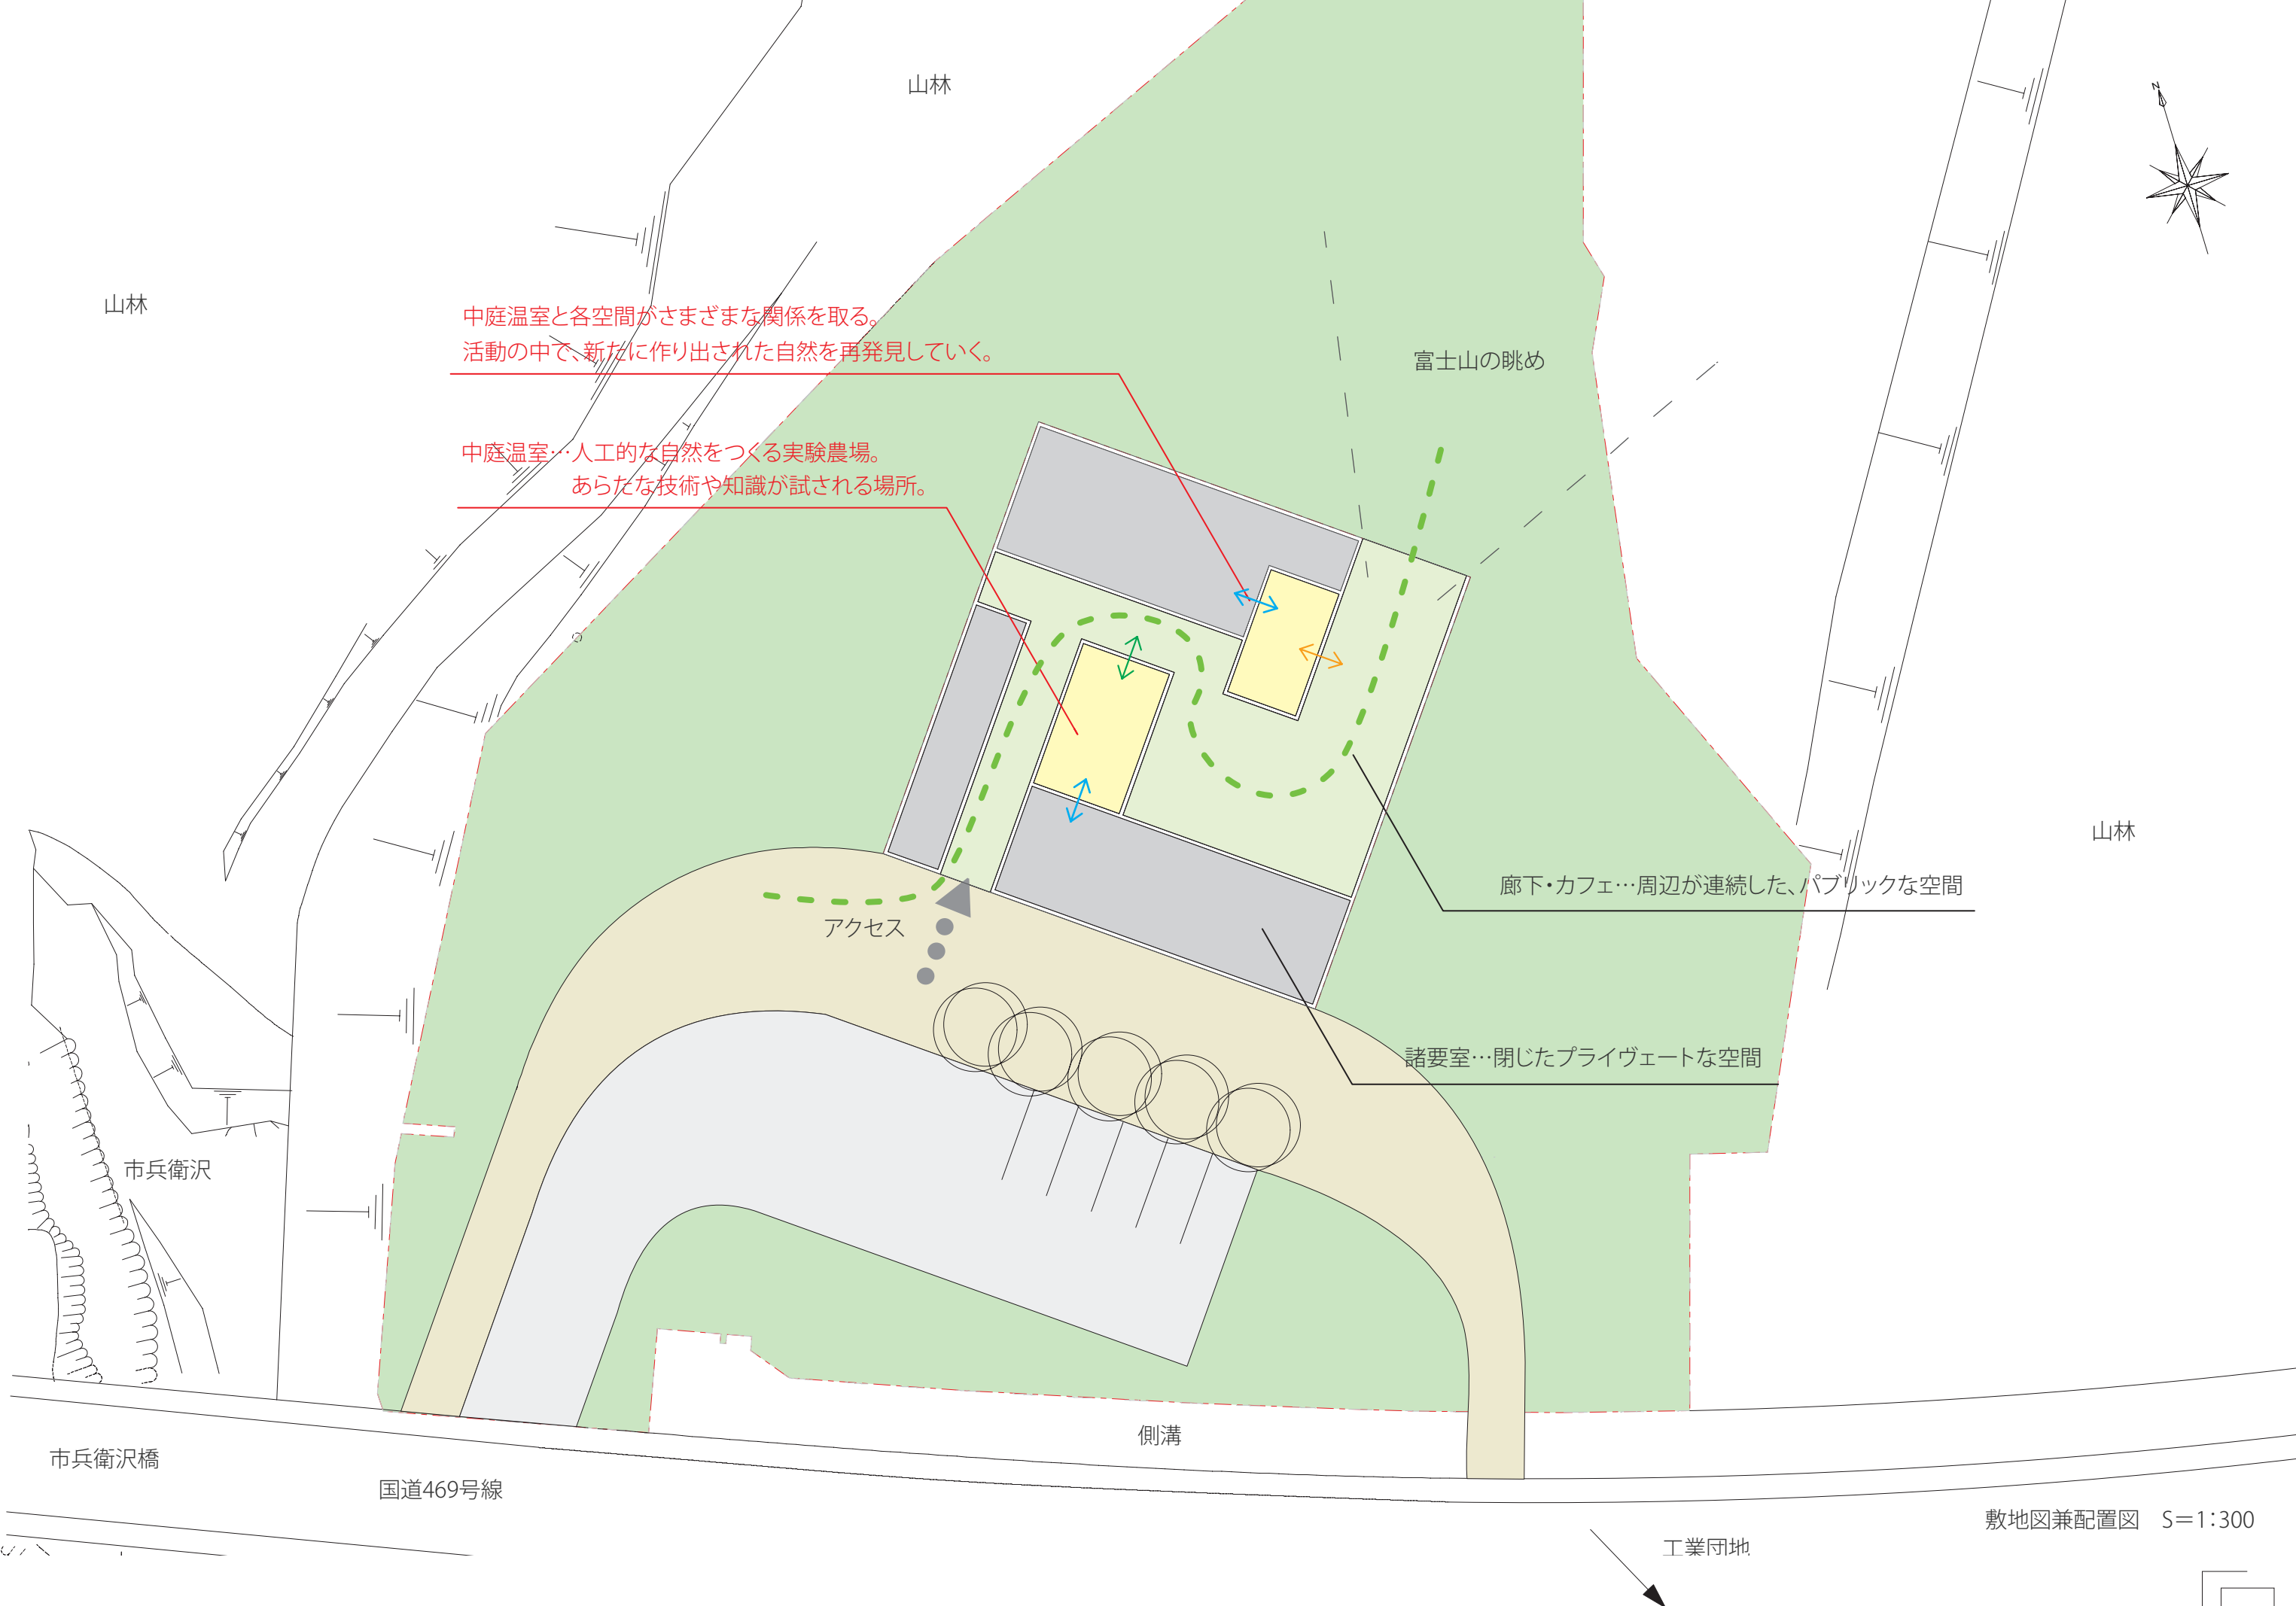 山林
N
山林
中庭温室と各空間がさまざまな関係を取る。
活動の中で、新たに作り出された自然を再発見していく。
富士山の眺め
中庭温室…人工的な自然をつくる実験農場。
あらたな技術や知識が試される場所。
山林
廊下・カフェ…周辺が連続した、パブリックな空間
アクセス
諸要室…閉じたプライヴェートな空間
市兵衛沢
側溝
市兵衛沢橋
国道469号線
敷地図兼配置図　S＝1：300
工業団地